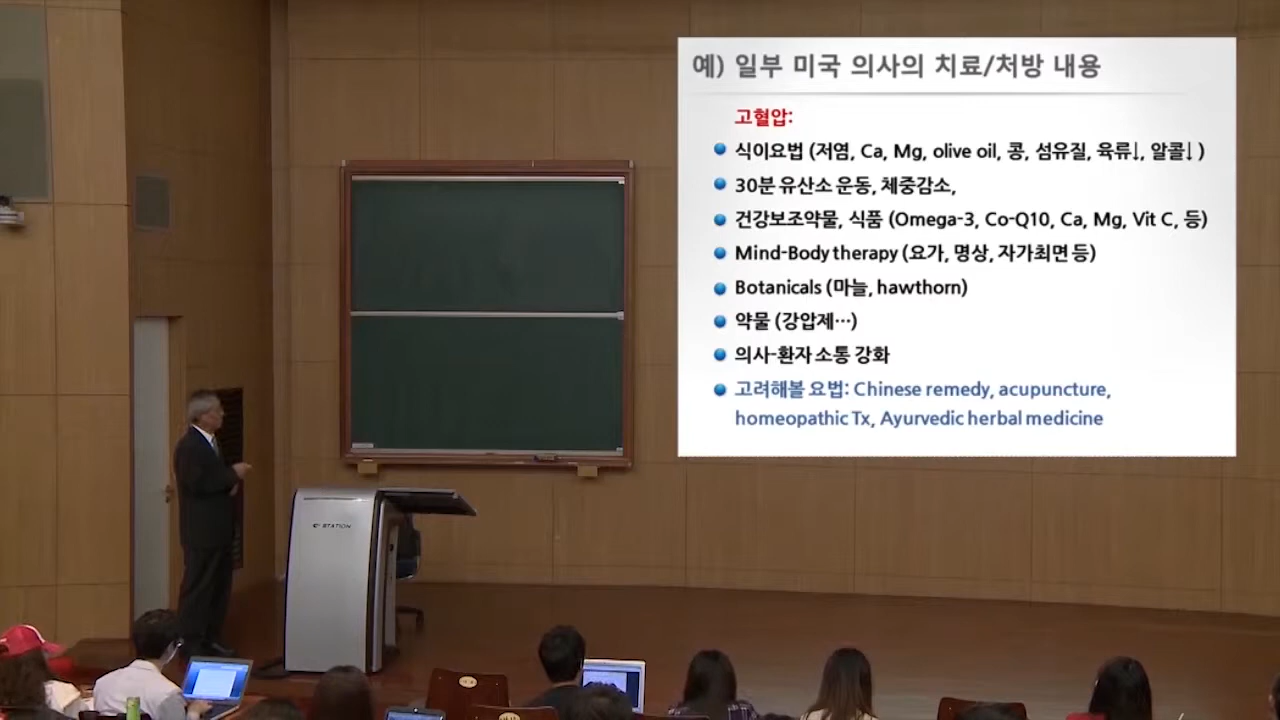 예) 일부 미국 의사의 치료/처방 내용
고혈압:
식이요법 (저염, Ca, Mg, olive oil, 콩, 섬유질, 육류↓, 알콜↓ )
30분 유산소 운동, 체중감소,
건강보조약물, 식품 (Omega-3, Co-Q10, Ca, Mg, Vit C, 등)
Mind-Body therapy (요가, 명상, 자가최면 등)
Botanicals (마늘, hawthorn)
약물 (강압제…)
의사-환자 소통 강화
고려해볼 요법: Chinese remedy, acupuncture,
homeopathic Tx, Ayurvedic herbal medicine
STATION